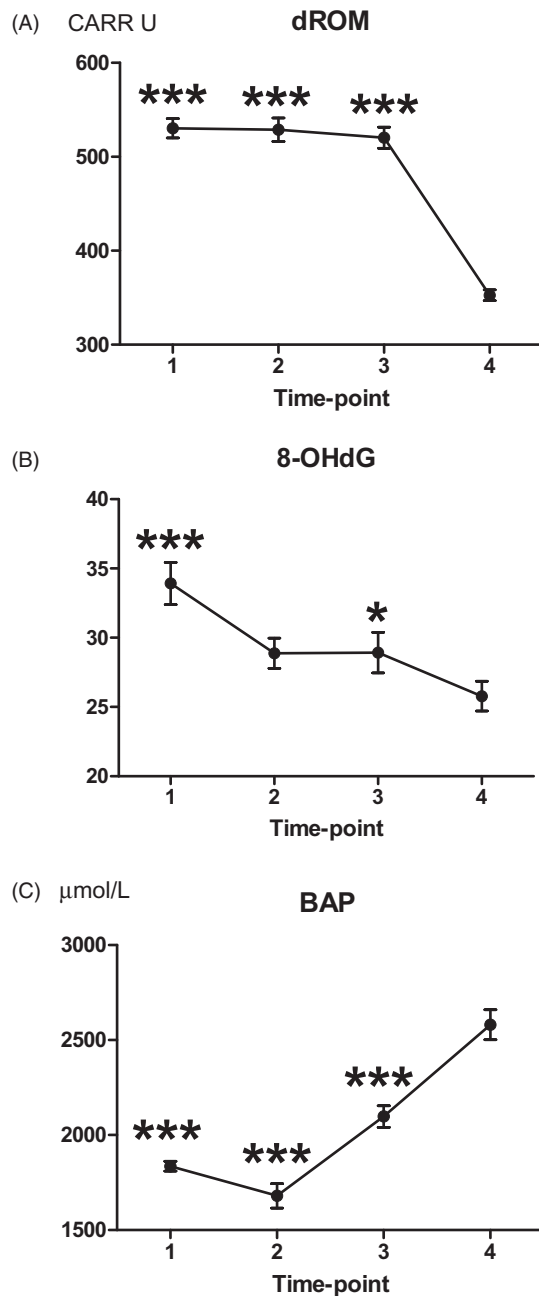 (A) CARR U dROM
600
*** *** ***
500
400
300
1 2 3 4
Time-point
(B) 8-OHdG
40
***
35
*
30
25
20
1 2 3 4
Time-point
(C) μmol/L BAP
3000
2500
***
*** ***
2000
1500
1 2 3 4
Time-point